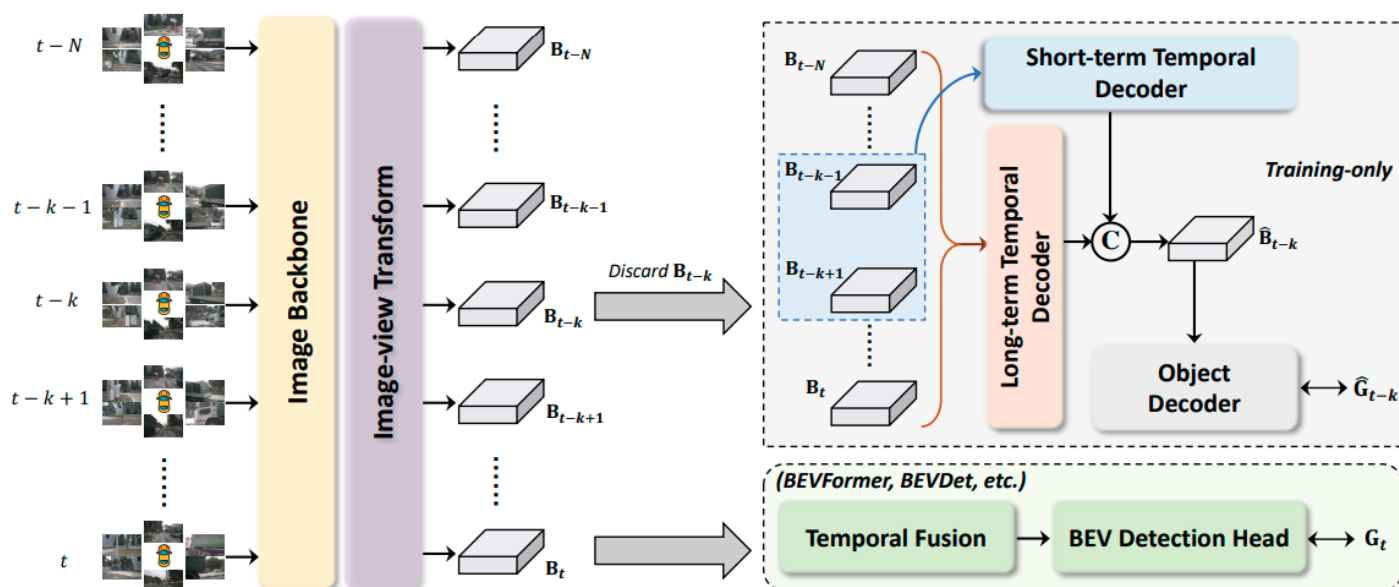 t − N
t − k − 1
t − k
t − k + 1
t
Image Backbone
Image-view Transform
B_{t−N}
B_{t−k−1}
B_{t−k}
B_{t−k+1}
B_t
Discard B_{t−k}
B_{t−N}
B_{t−k−1}
B_{t−k+1}
B_t
Short-term Temporal
Decoder
Long-term Temporal
Decoder
Training-only
C
B̂_{t−k}
Object
Decoder
Ĝ_{t−k}
(BEVFormer, BEVDet, etc.)
Temporal Fusion
BEV Detection Head
G_t